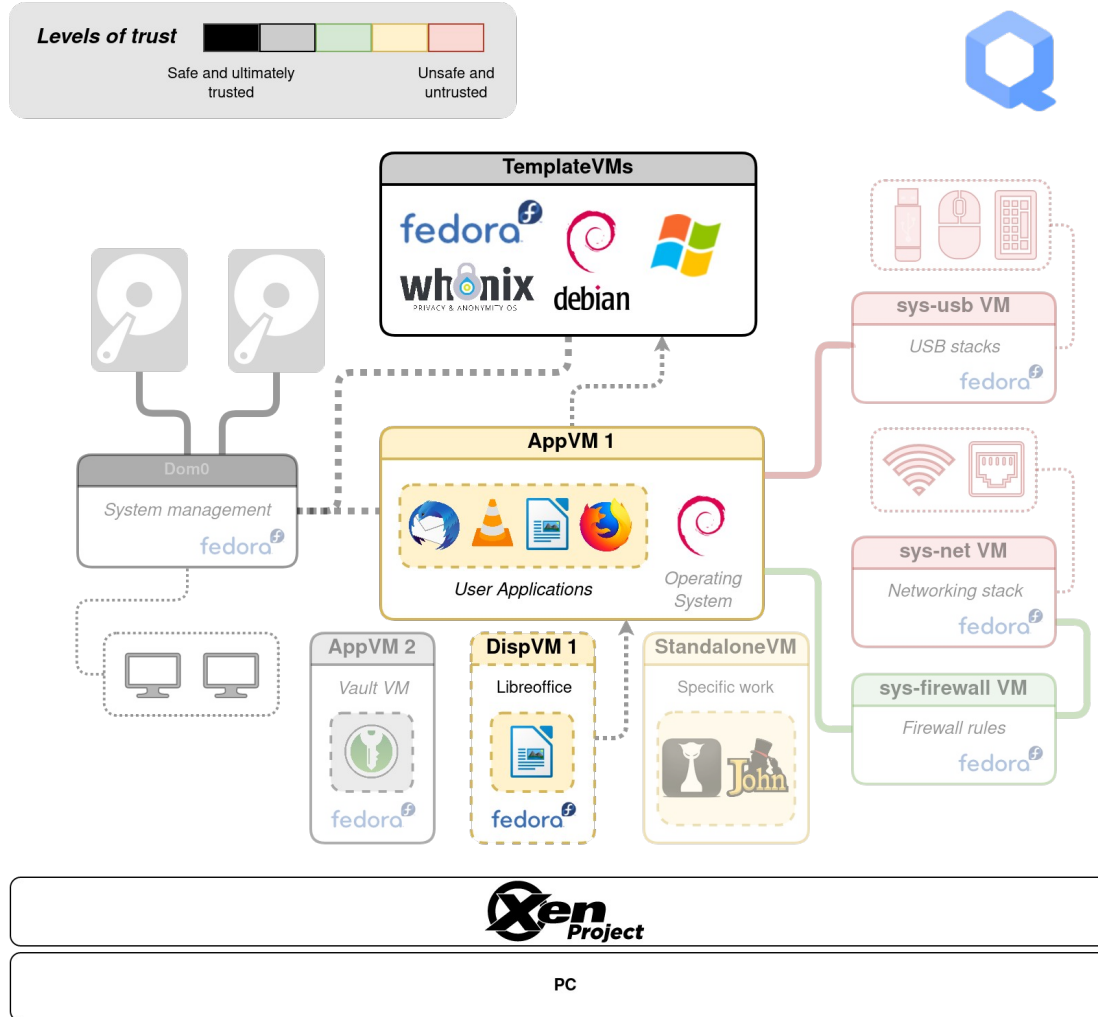 Levels of trust
Safe and ultimately
trusted
Unsafe and
untrusted
TemplateVMs
fedora
whonix
PRIVACY & ANONYMITY OS
debian
sys-usb VM
USB stacks
fedora
AppVM 1
User Applications
Operating
System
Dom0
System management
fedora
sys-net VM
Networking stack
fedora
AppVM 2
Vault VM
fedora
DispVM 1
Libreoffice
fedora
StandaloneVM
Specific work
John
sys-firewall VM
Firewall rules
fedora
Xen
Project
PC